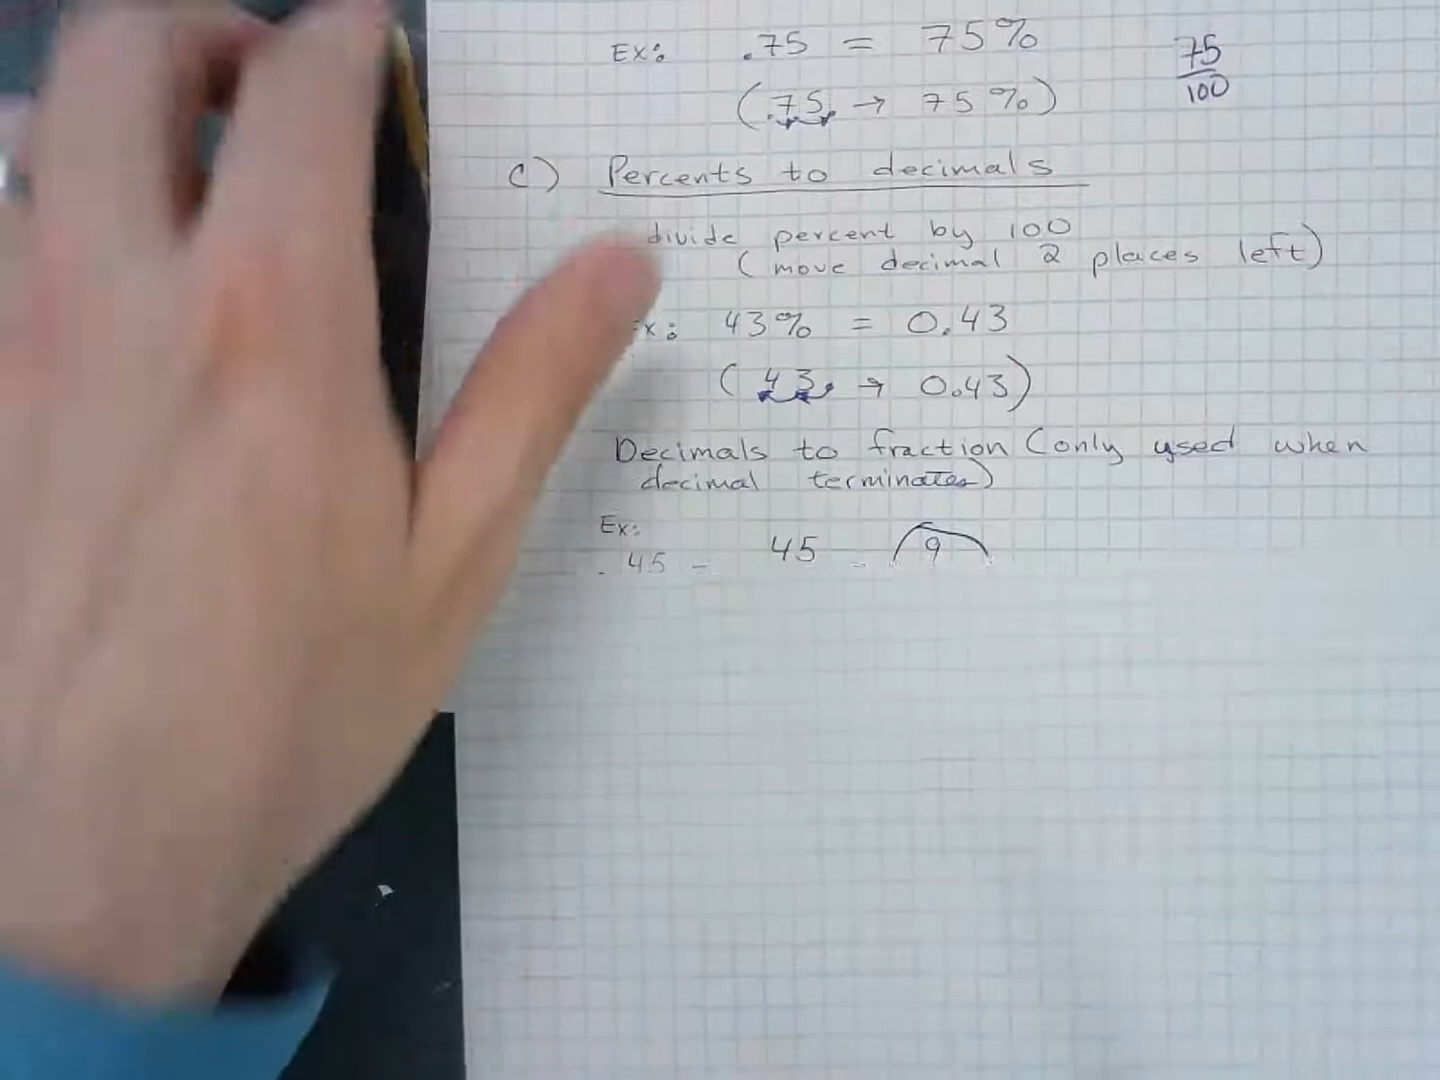 Ex: .75 = 75%
75
100
(.75. → 75%)
c) Percents to decimals
divide percent by 100
(move decimal 2 places left)
Ex: 43% = 0.43
(43. → 0.43)
Decimals to fraction (only used when
decimal terminates)
Ex:
.45 = 45 = 9